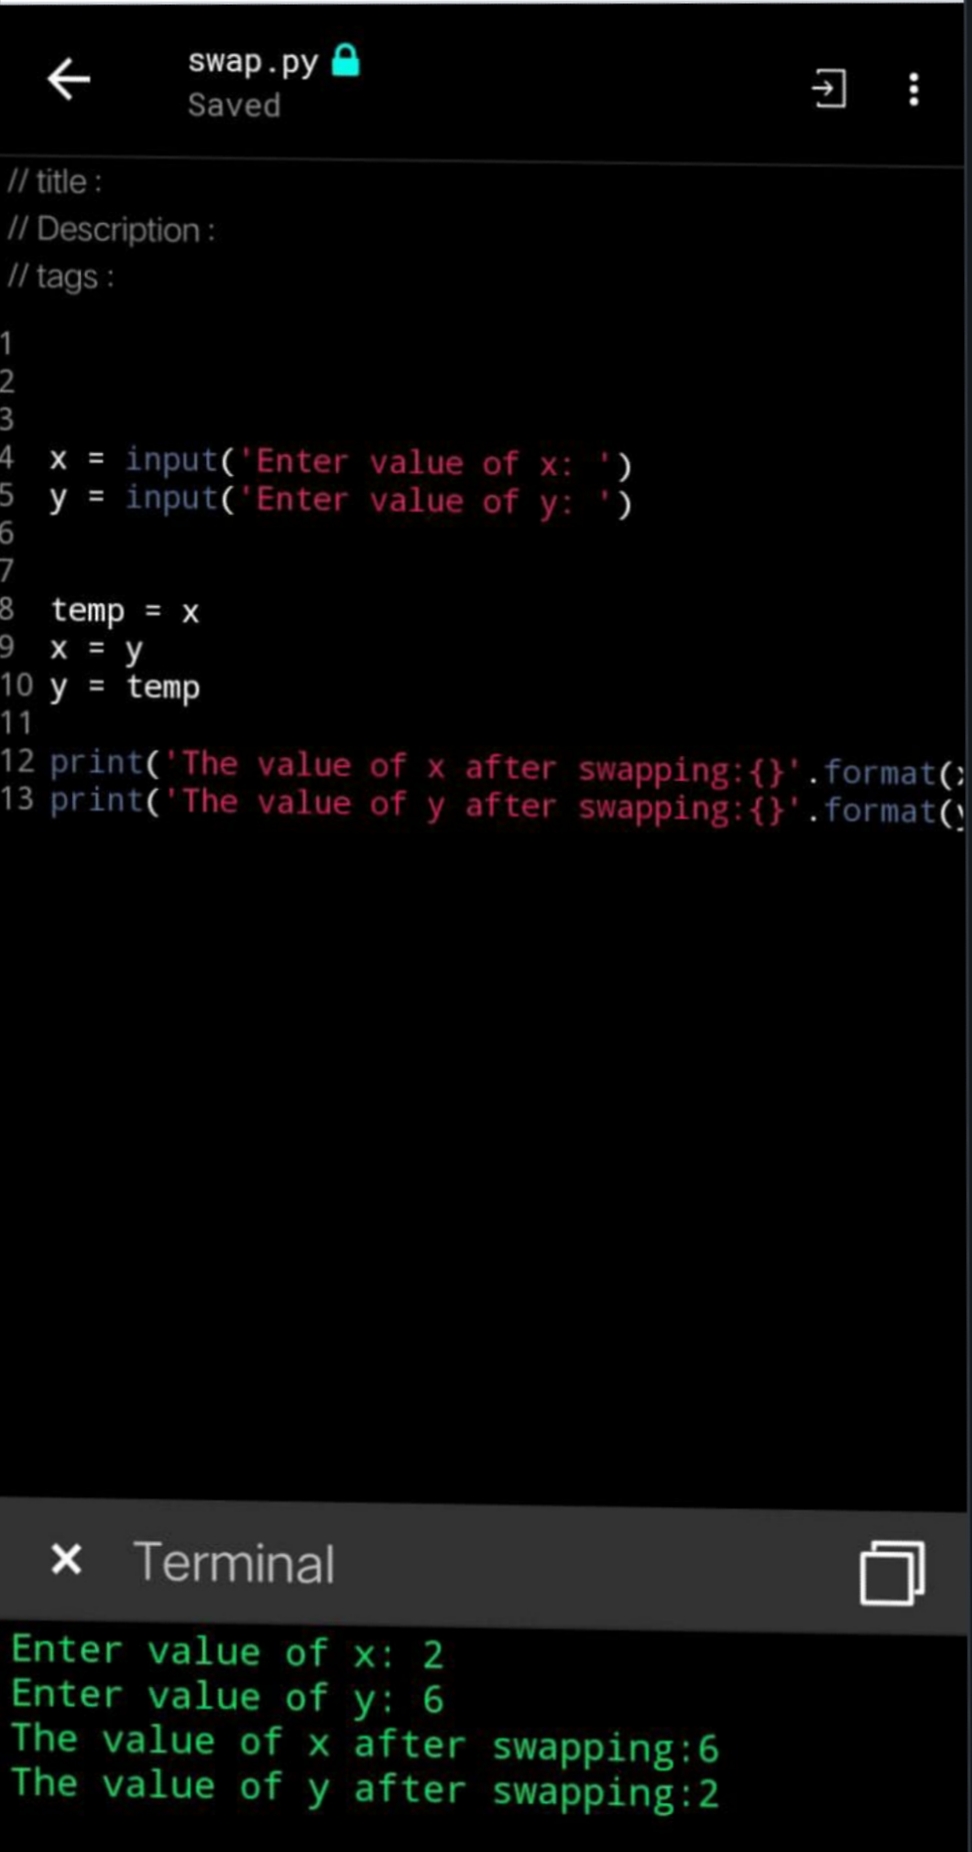 swap.py
Saved
// title :
// Description :
// tags :
1
2
3
4 x = input('Enter value of x: ')
5 y = input('Enter value of y: ')
6
7
8 temp = x
9 x = y
10 y = temp
11
12 print('The value of x after swapping:{}'.format(
13 print('The value of y after swapping:{}'.format(
Terminal
Enter value of x: 2
Enter value of y: 6
The value of x after swapping:6
The value of y after swapping:2